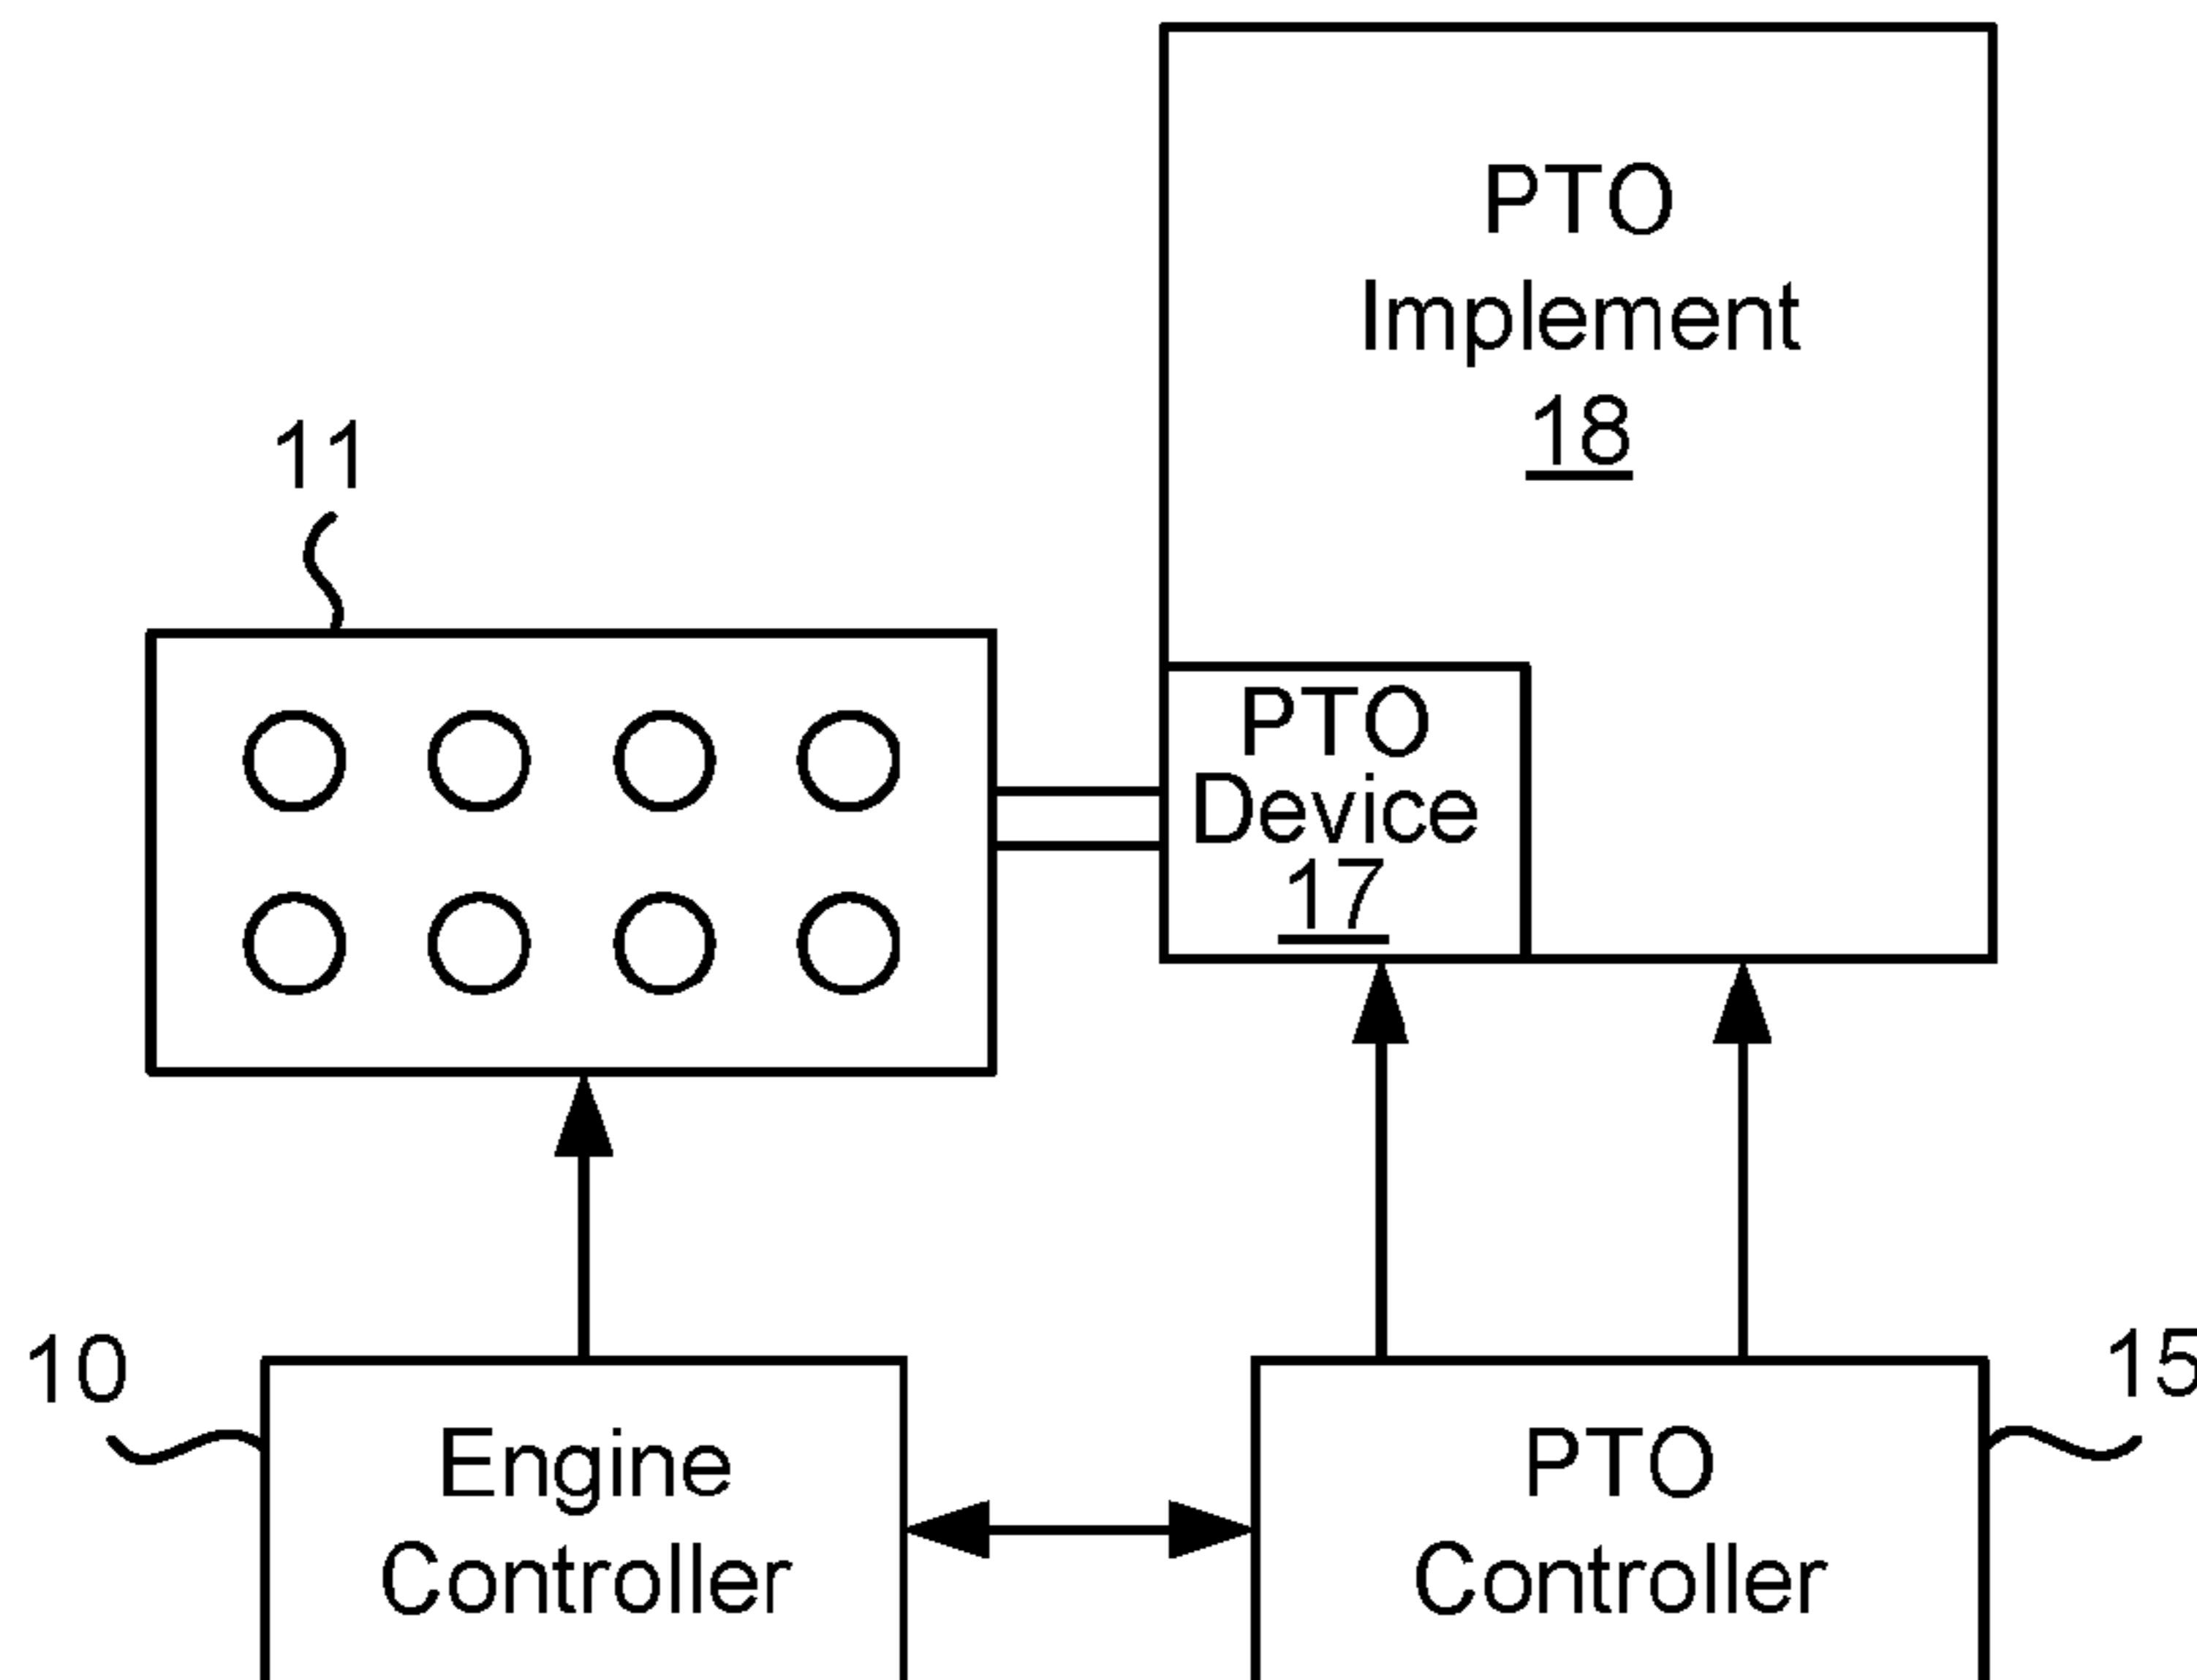 PTO
Implement
18
11
PTO
Device
17
10
Engine
Controller
PTO
Controller
15